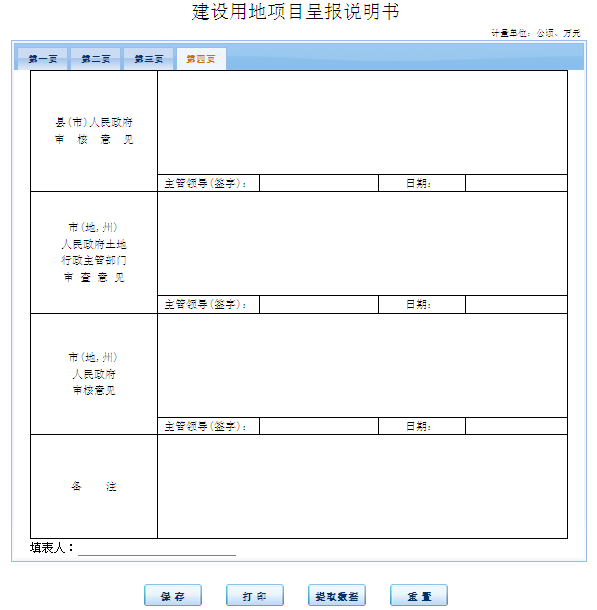 建设用地项目呈报说明书
计量单位：公顷、万元
第一页 第二页 第三页 第四页
县(市)人民政府
审 核 意 见
主管领导(签字)： 日期：
市(地,州)
人民政府土地
行政主管部门
审 查 意 见
主管领导(签字)： 日期：
市(地,州)
人民政府
审核意见
主管领导(签字)： 日期：
备 注
填表人：
保 存 打 印 提取数据 重 置